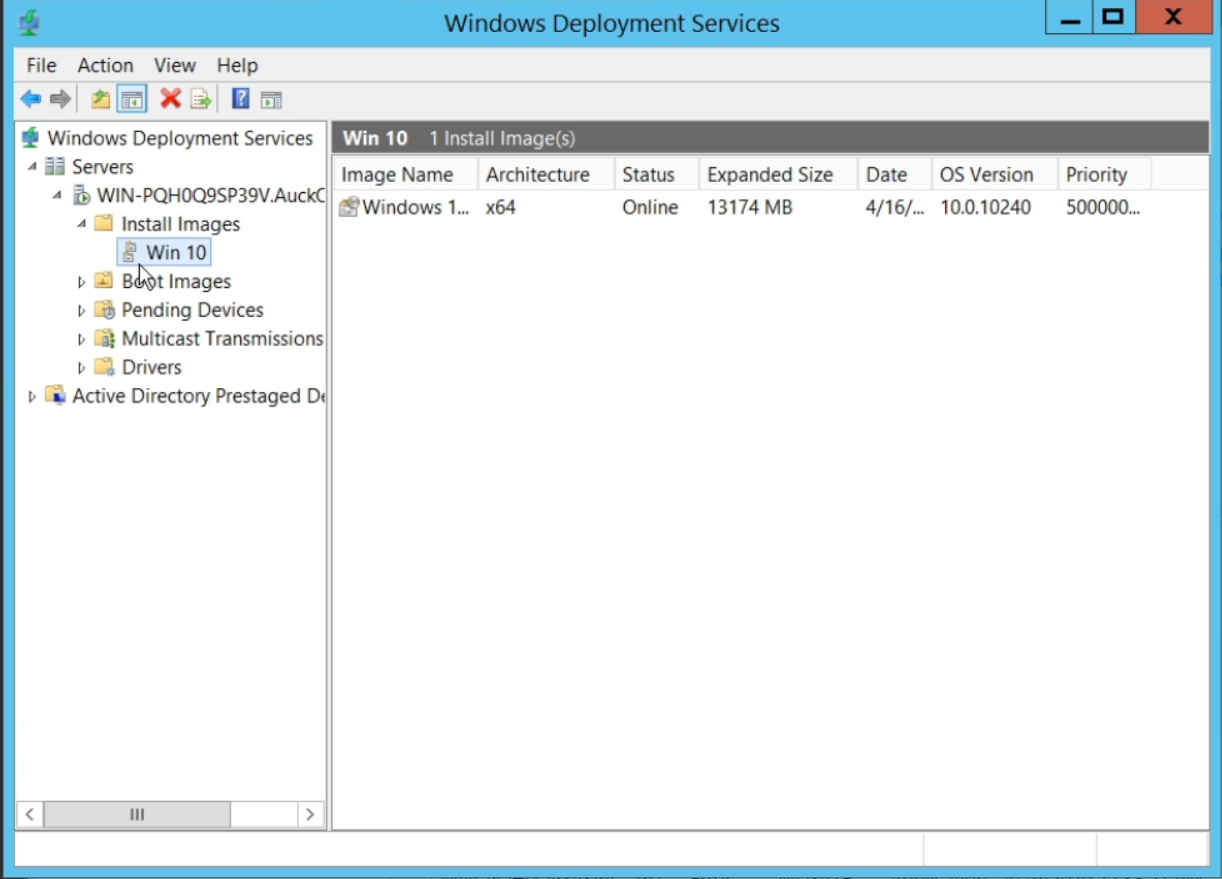 Windows Deployment Services
X
File Action View Help
Windows Deployment Services
Servers
WIN-PQH0Q9SP39V.AuckC
Install Images
Win 10
Boot Images
Pending Devices
Multicast Transmissions
Drivers
Active Directory Prestaged De
Win 10 1 Install Image(s)
Image Name Architecture Status Expanded Size Date OS Version Priority
Windows 1... x64 Online 13174 MB 4/16/... 10.0.10240 500000...